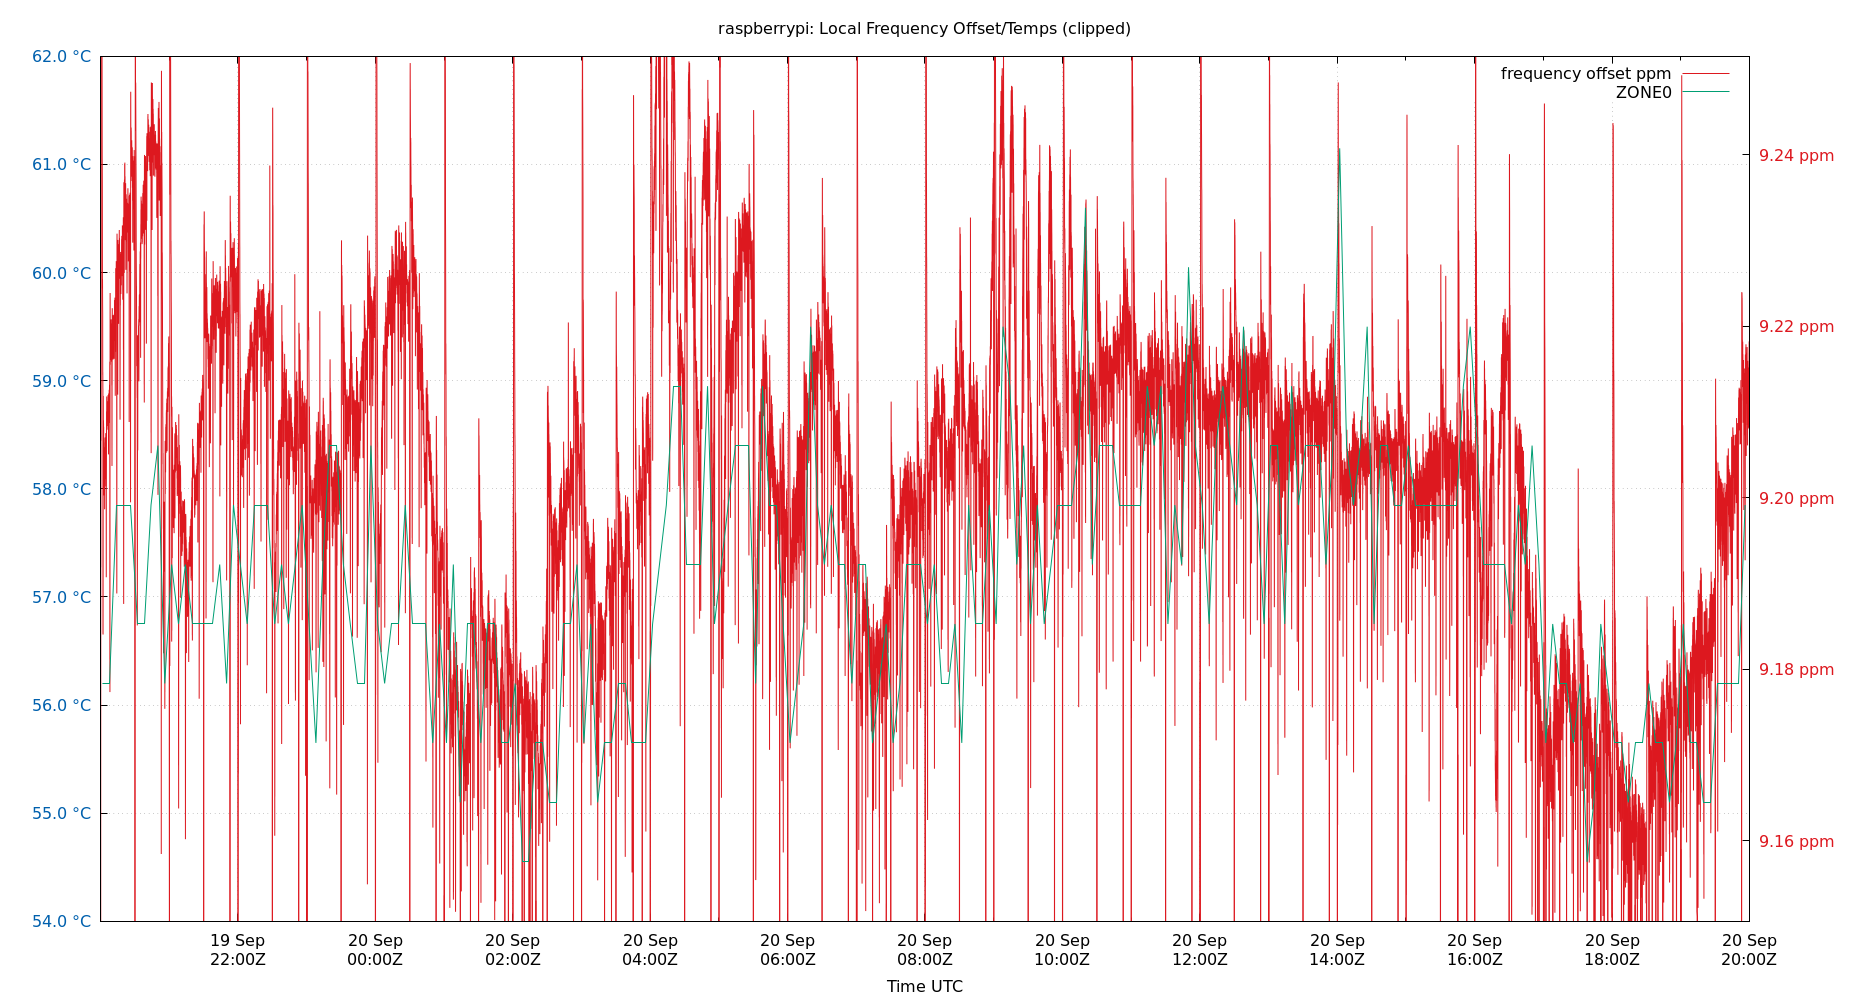 raspberrypi: Local Frequency Offset/Temps (clipped)
frequency offset ppm
ZONE0
62.0 °C
61.0 °C
60.0 °C
59.0 °C
58.0 °C
57.0 °C
56.0 °C
55.0 °C
54.0 °C
9.24 ppm
9.22 ppm
9.20 ppm
9.18 ppm
9.16 ppm
19 Sep
22:00Z
20 Sep
00:00Z
20 Sep
02:00Z
20 Sep
04:00Z
20 Sep
06:00Z
20 Sep
08:00Z
20 Sep
10:00Z
20 Sep
12:00Z
20 Sep
14:00Z
20 Sep
16:00Z
20 Sep
18:00Z
20 Sep
20:00Z
Time UTC